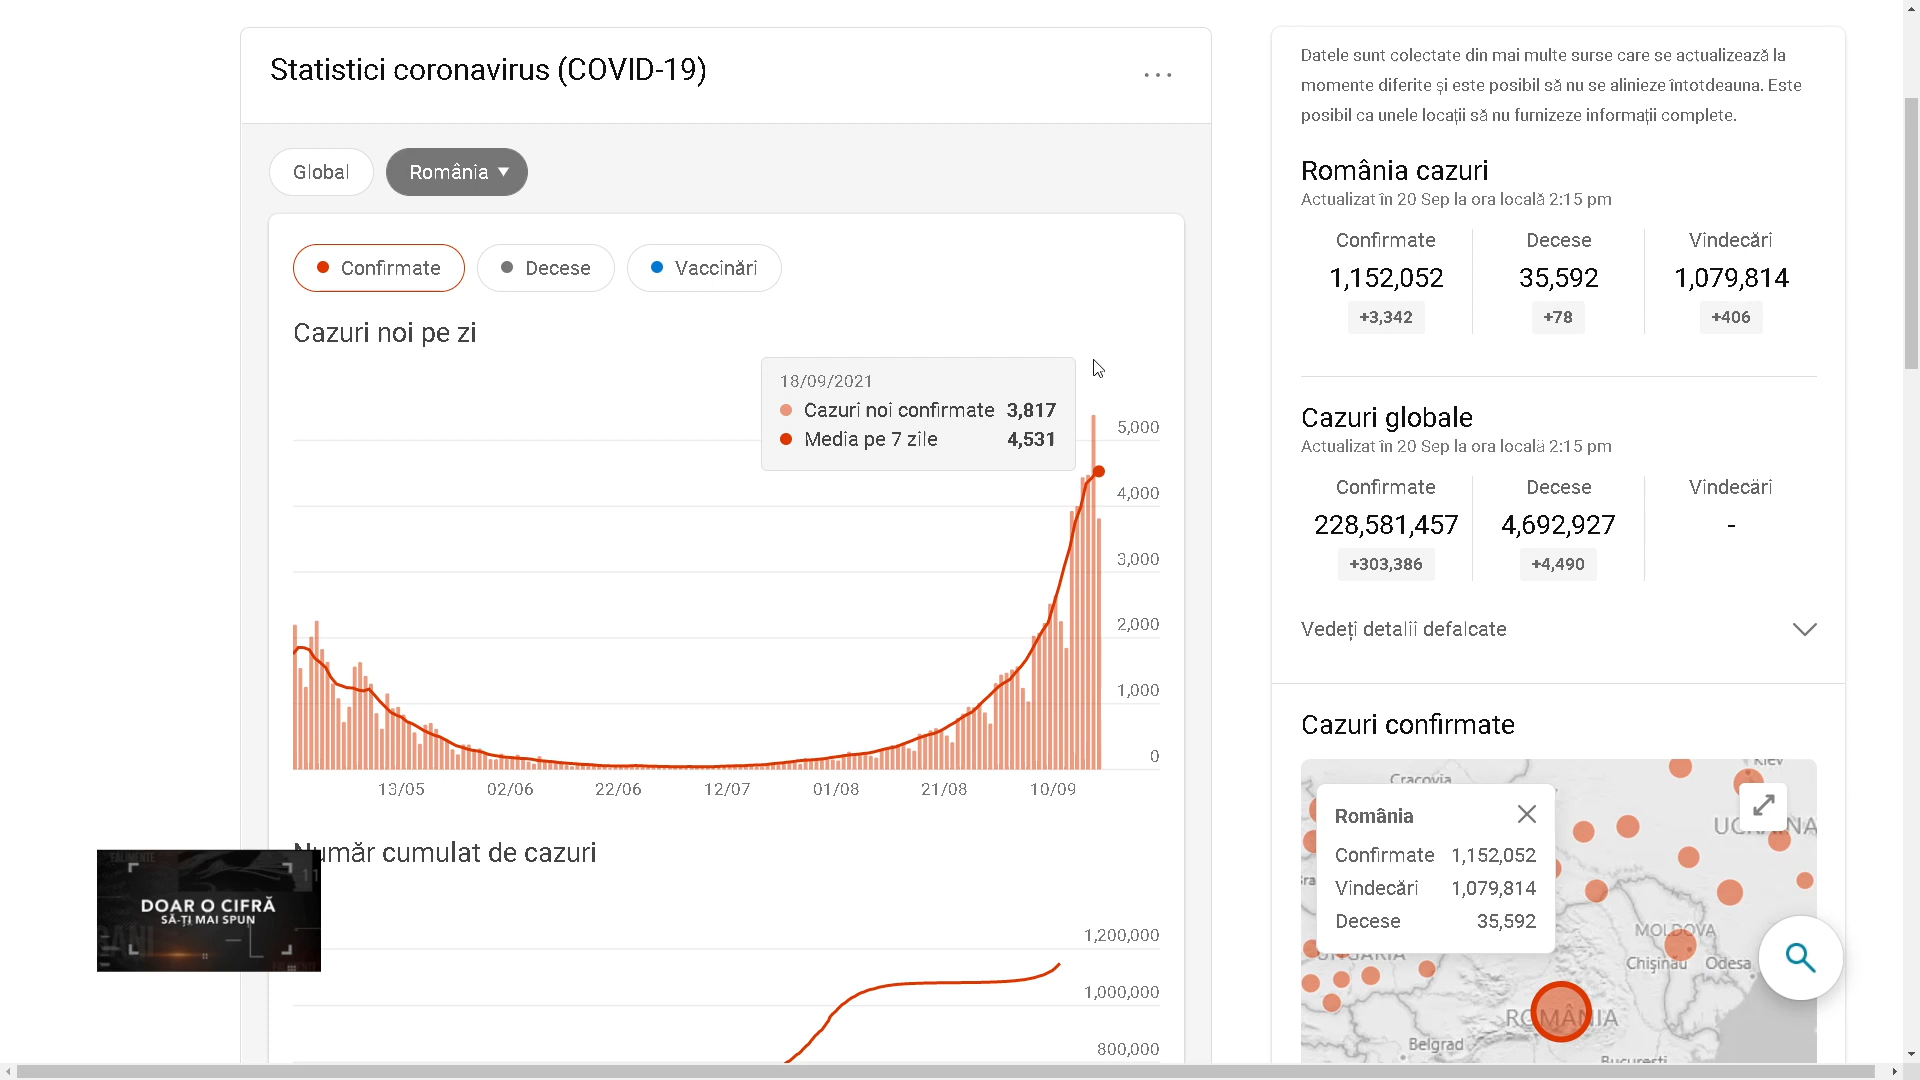 Statistici coronavirus (COVID-19)
Global
România
Confirmate
Decese
Vaccinări
Cazuri noi pe zi
18/09/2021
Cazuri noi confirmate 3,817
Media pe 7 zile 4,531
5,000
4,000
3,000
2,000
1,000
0
13/05 02/06 22/06 12/07 01/08 21/08 10/09
Număr cumulat de cazuri
1,200,000
1,000,000
800,000
DOAR O CIFRĂ
SĂ-ȚI MAI SPUN
Datele sunt colectate din mai multe surse care se actualizează la
momente diferite și este posibil să nu se alinieze întotdeauna. Este
posibil ca unele locații să nu furnizeze informații complete.
România cazuri
Actualizat în 20 Sep la ora locală 2:15 pm
Confirmate Decese Vindecări
1,152,052 35,592 1,079,814
+3,342 +78 +406
Cazuri globale
Actualizat în 20 Sep la ora locală 2:15 pm
Confirmate Decese Vindecări
228,581,457 4,692,927 -
+303,386 +4,490
Vedeți detalii defalcate
Cazuri confirmate
Kiev
Cracovia
România
Confirmate 1,152,052
Vindecări 1,079,814
Decese 35,592
MOLDOVA
Chișinău Odesa
ROMÂNIA
Belgrad
București